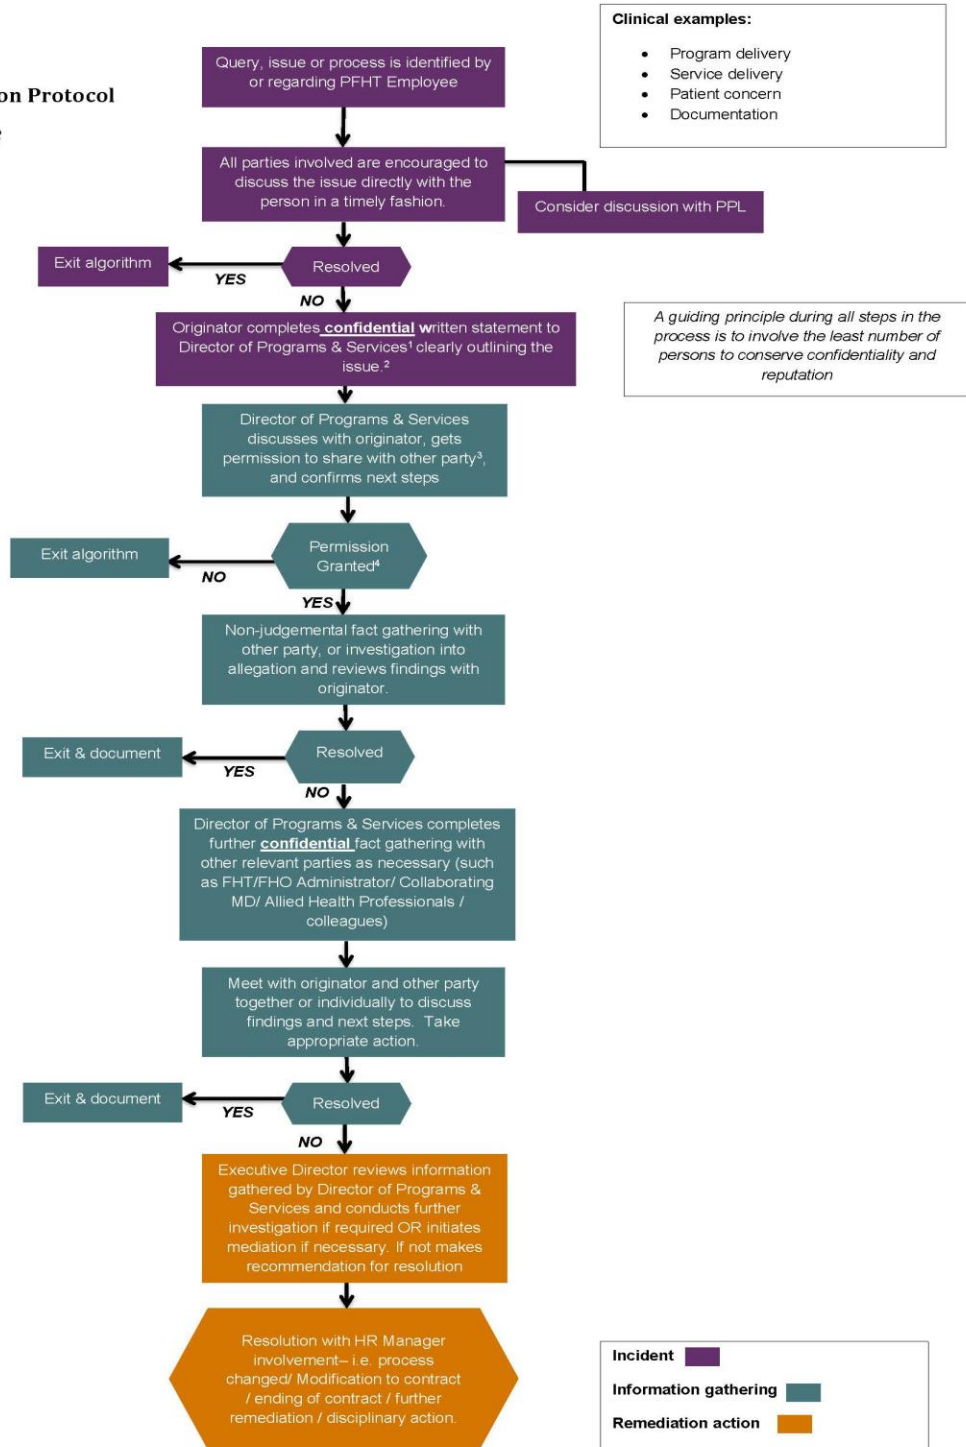 Clinical examples:
• Program delivery
• Service delivery
• Patient concern
• Documentation
on Protocol
Query, issue or process is identified by
or regarding PFHT Employee
All parties involved are encouraged to
discuss the issue directly with the
person in a timely fashion.
Consider discussion with PPL
Exit algorithm
YES
Resolved
NO
Originator completes confidential written statement to
Director of Programs & Services¹ clearly outlining the
issue.²
A guiding principle during all steps in the
process is to involve the least number of
persons to conserve confidentiality and
reputation
Director of Programs & Services
discusses with originator, gets
permission to share with other party³,
and confirms next steps
Exit algorithm
NO
Permission
Granted⁴
YES
Non-judgemental fact gathering with
other party, or investigation into
allegation and reviews findings with
originator.
Exit & document
YES
Resolved
NO
Director of Programs & Services completes
further confidential fact gathering with
other relevant parties as necessary (such
as FHT/FHO Administrator/ Collaborating
MD/ Allied Health Professionals /
colleagues)
Meet with originator and other party
together or individually to discuss
findings and next steps. Take
appropriate action.
Exit & document
YES
Resolved
NO
Executive Director reviews information
gathered by Director of Programs &
Services and conducts further
investigation if required OR initiates
mediation if necessary. If not makes
recommendation for resolution
Resolution with HR Manager
involvement– i.e. process
changed/ Modification to contract
/ ending of contract / further
remediation / disciplinary action.
Incident
Information gathering
Remediation action